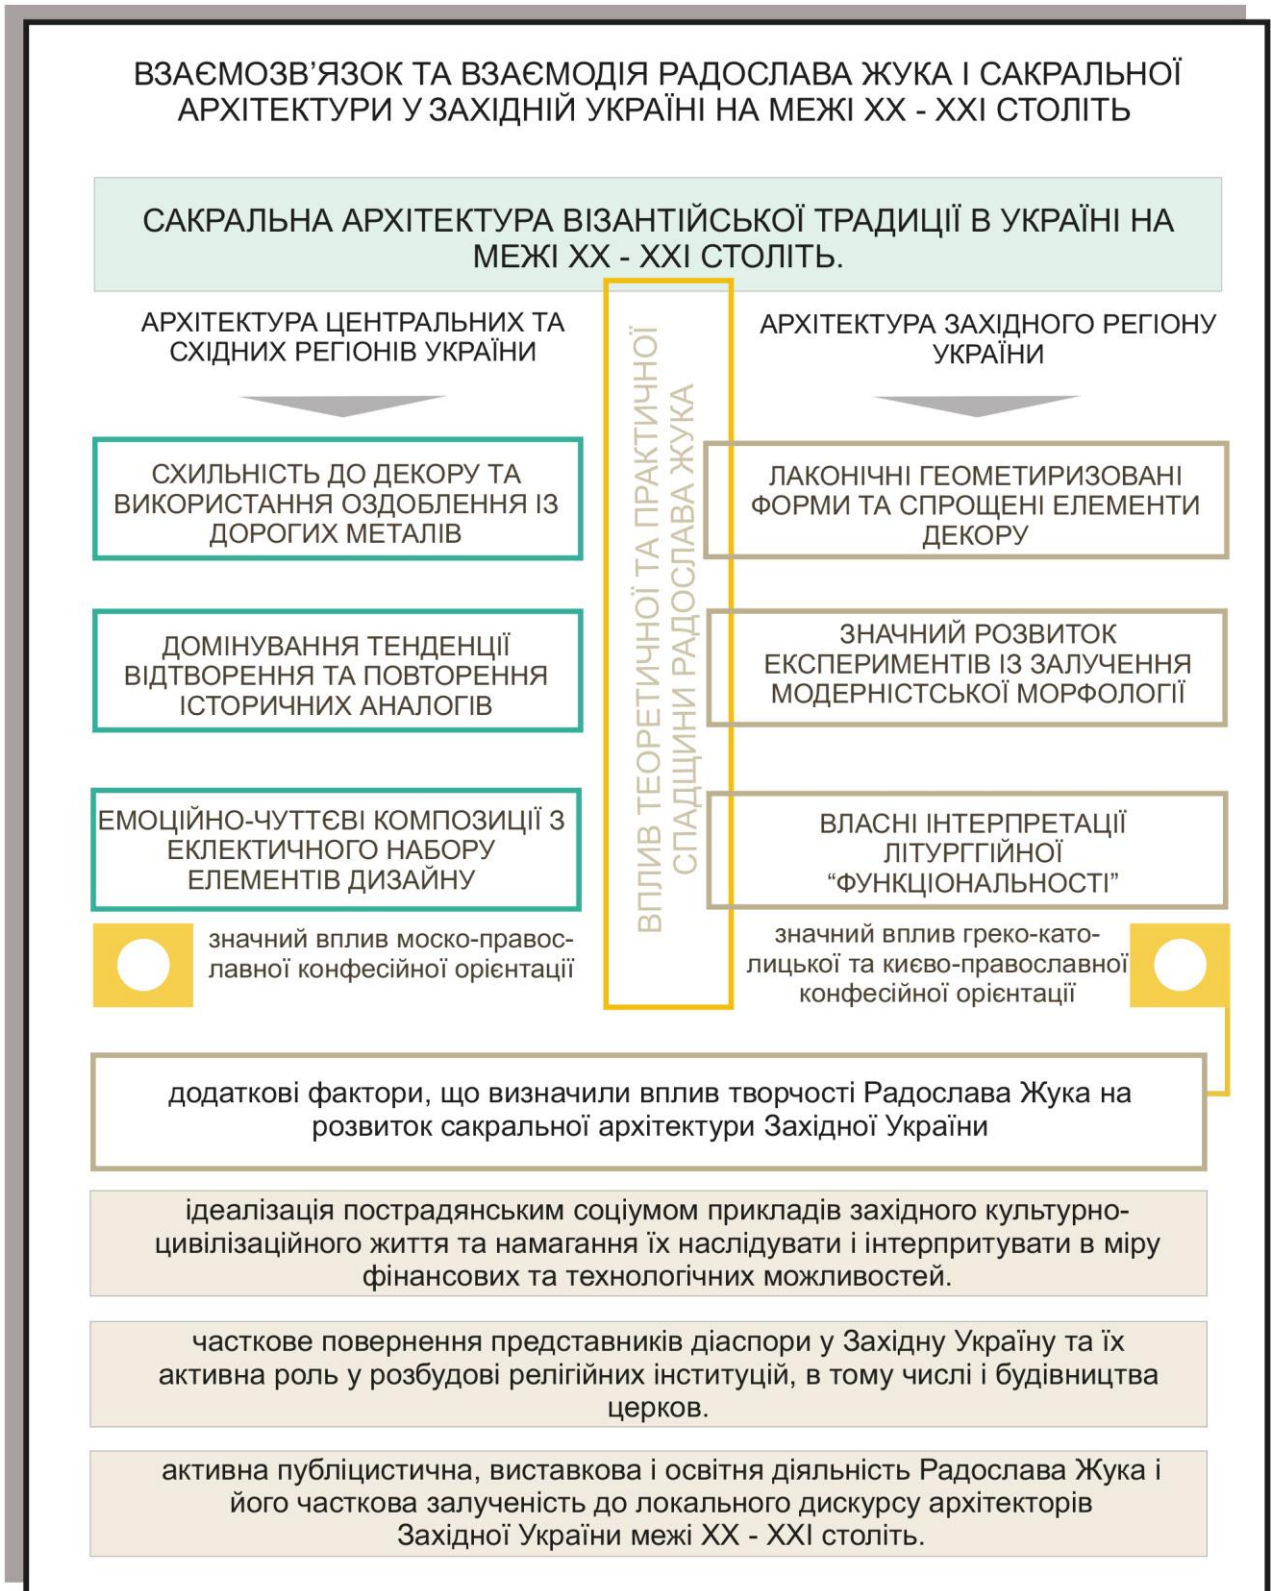 ВЗАЄМОЗВ’ЯЗОК ТА ВЗАЄМОДІЯ РАДОСЛАВА ЖУКА І САКРАЛЬНОЇ
АРХІТЕКТУРИ У ЗАХІДНІЙ УКРАЇНІ НА МЕЖІ XX - XXI СТОЛІТЬ
САКРАЛЬНА АРХІТЕКТУРА ВІЗАНТІЙСЬКОЇ ТРАДИЦІЇ В УКРАЇНІ НА
МЕЖІ XX - XXI СТОЛІТЬ.
АРХІТЕКТУРА ЦЕНТРАЛЬНИХ ТА
СХІДНИХ РЕГІОНІВ УКРАЇНИ
СХИЛЬНІСТЬ ДО ДЕКОРУ ТА
ВИКОРИСТАННЯ ОЗДОБЛЕННЯ ІЗ
ДОРОГИХ МЕТАЛІВ
ДОМІНУВАННЯ ТЕНДЕНЦІЇ
ВІДТВОРЕННЯ ТА ПОВТОРЕННЯ
ІСТОРИЧНИХ АНАЛОГІВ
ЕМОЦІЙНО-ЧУТТЄВІ КОМПОЗИЦІЇ З
ЕКЛЕКТИЧНОГО НАБОРУ
ЕЛЕМЕНТІВ ДИЗАЙНУ
значний вплив моско-правос-
лавної конфесійної орієнтації
ВПЛИВ ТЕОРЕТИЧНОЇ ТА ПРАКТИЧНОЇ
СПАДЩИНИ РАДОСЛАВА ЖУКА
АРХІТЕКТУРА ЗАХІДНОГО РЕГІОНУ
УКРАЇНИ
ЛАКОНІЧНІ ГЕОМЕТИРИЗОВАНІ
ФОРМИ ТА СПРОЩЕНІ ЕЛЕМЕНТИ
ДЕКОРУ
ЗНАЧНИЙ РОЗВИТОК
ЕКСПЕРИМЕНТІВ ІЗ ЗАЛУЧЕННЯ
МОДЕРНІСТСЬКОЇ МОРФОЛОГІЇ
ВЛАСНІ ІНТЕРПРЕТАЦІЇ
ЛІТУРГГІЙНОЇ
“ФУНКЦІОНАЛЬНОСТІ”
значний вплив греко-като-
лицької та києво-православної
конфесійної орієнтації
додаткові фактори, що визначили вплив творчості Радослава Жука на
розвиток сакральної архітектури Західної України
ідеалізація пострадянським соціумом прикладів західного культурно-
цивілізаційного життя та намагання їх наслідувати і інтерпритувати в міру
фінансових та технологічних можливостей.
часткове повернення представників діаспори у Західну Україну та їх
активна роль у розбудові релігійних інституцій, в тому числі і будівництва
церков.
активна публіцистична, виставкова і освітня діяльність Радослава Жука і
його часткова залученість до локального дискурсу архітекторів
Західної України межі XX - XXI століть.